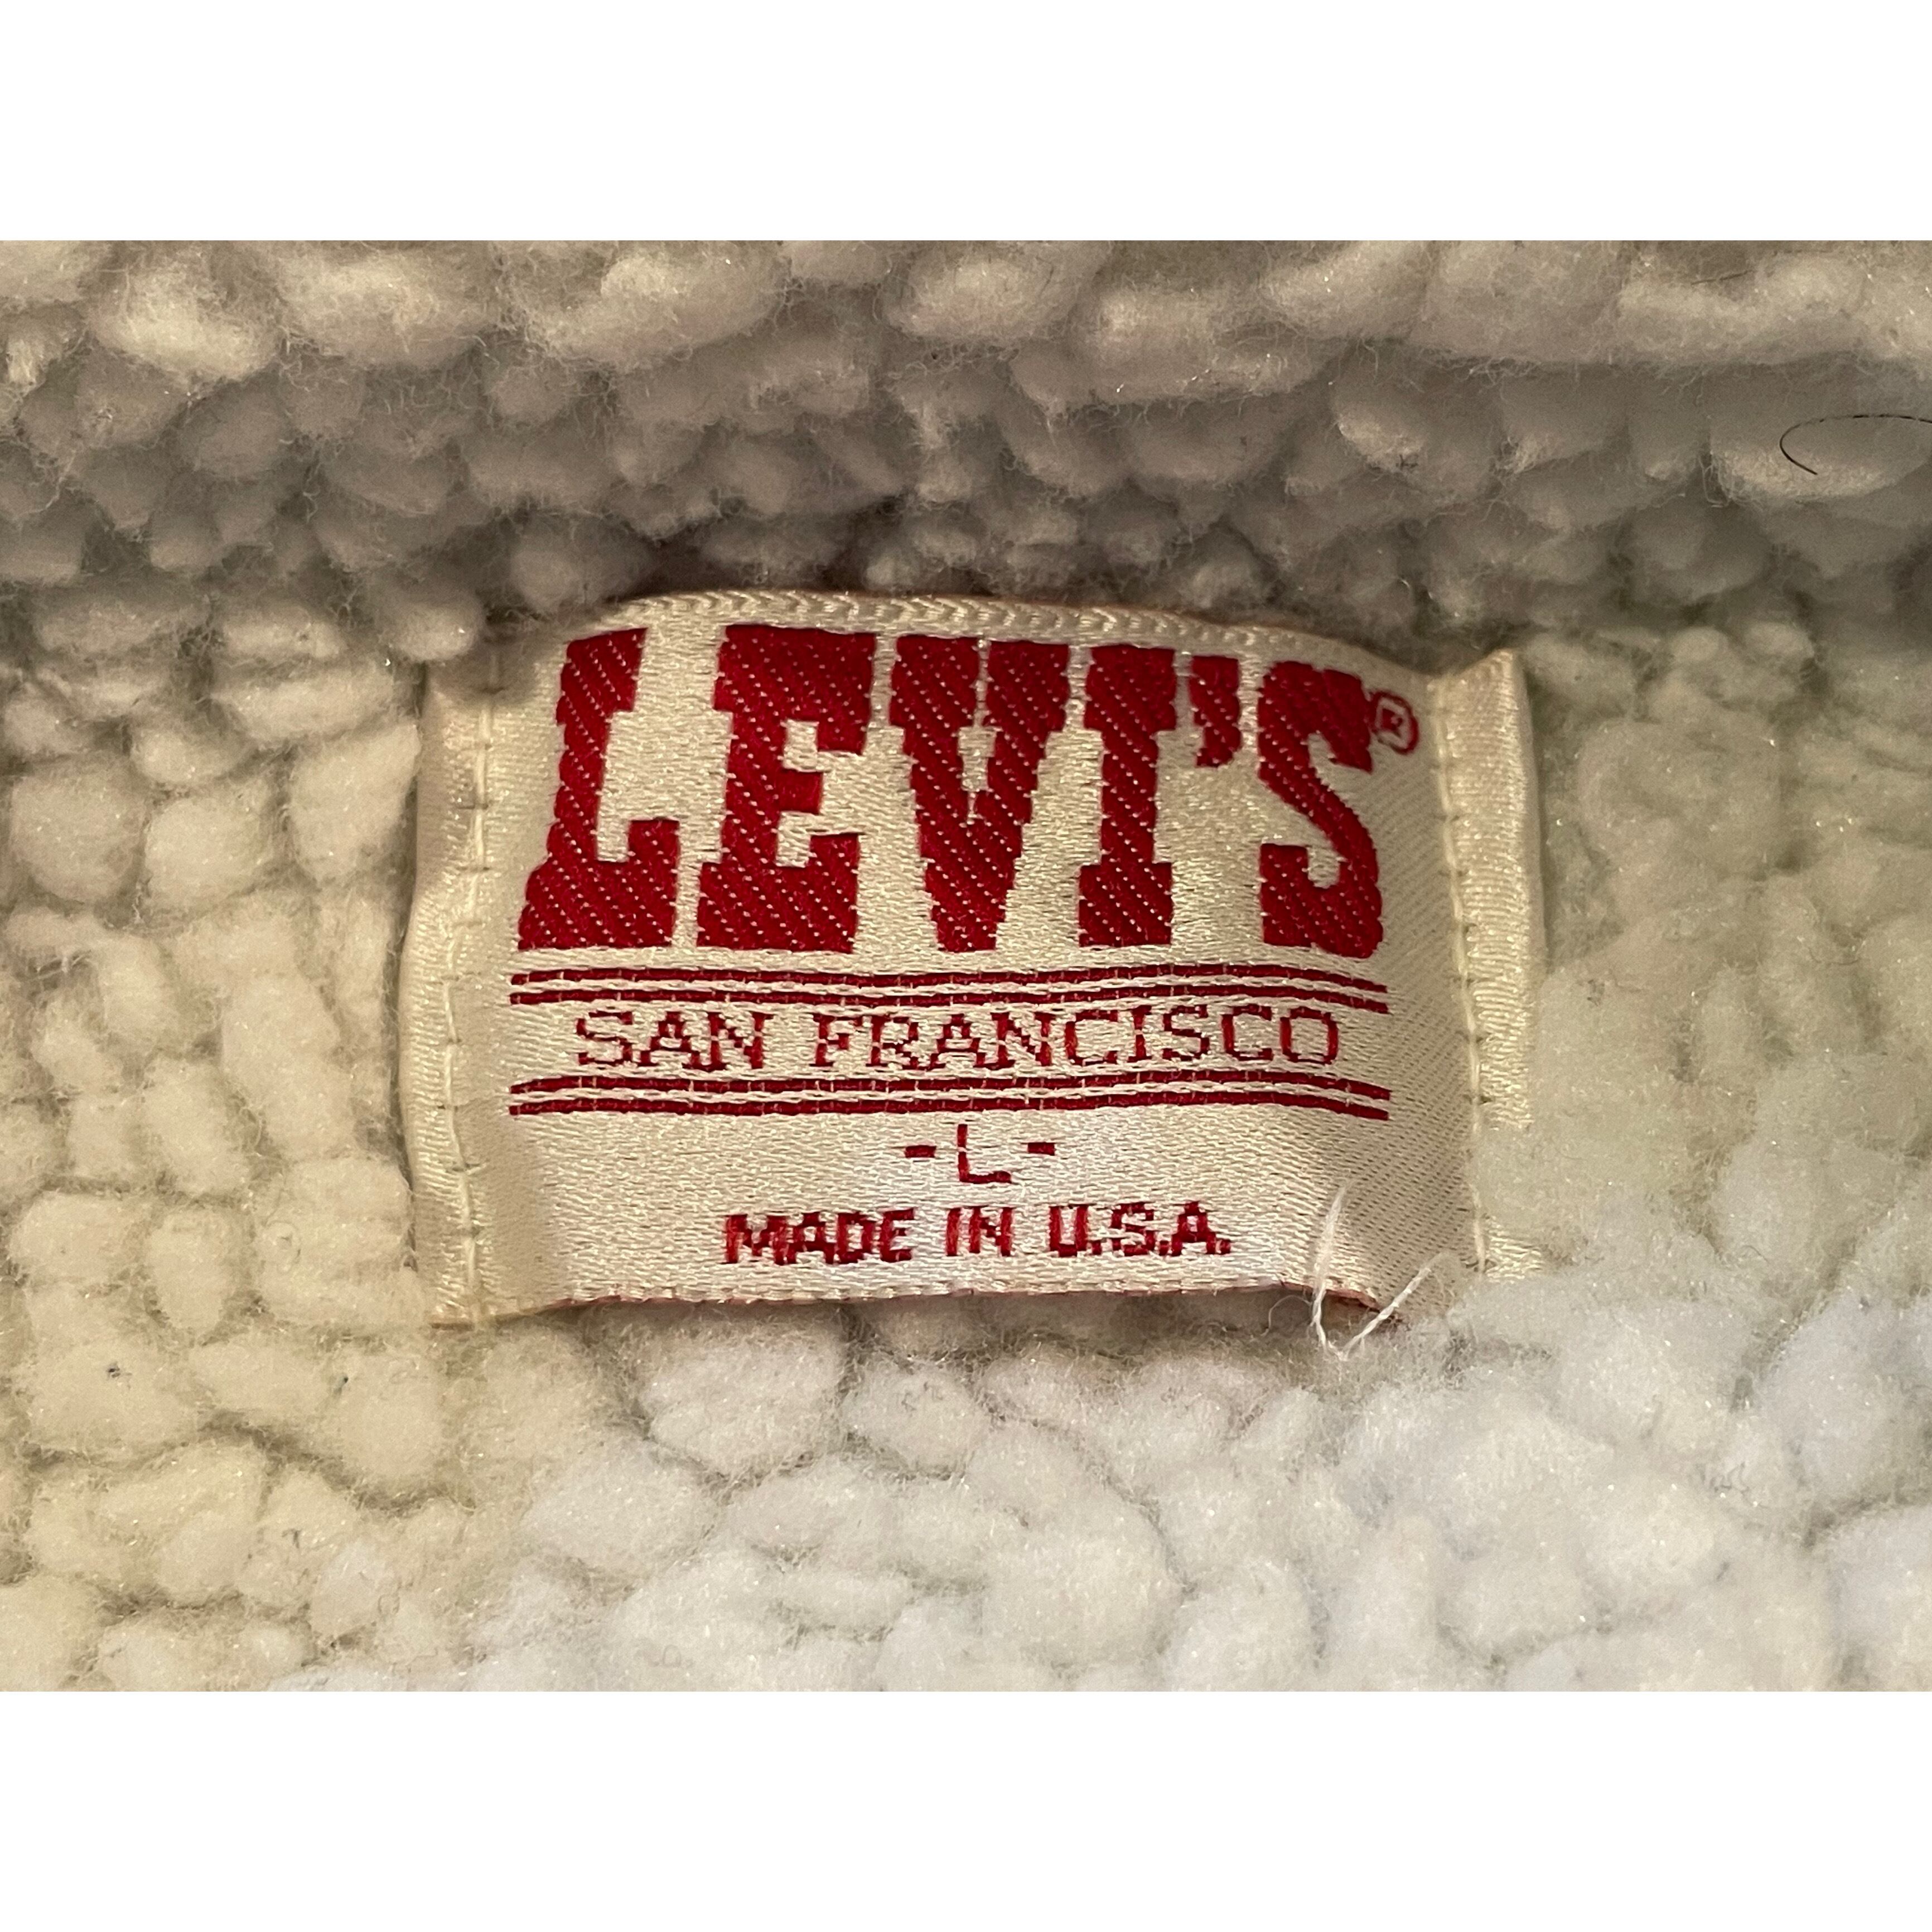 LEVI'S®
SAN FRANCISCO
-L-
MADE IN U.S.A.